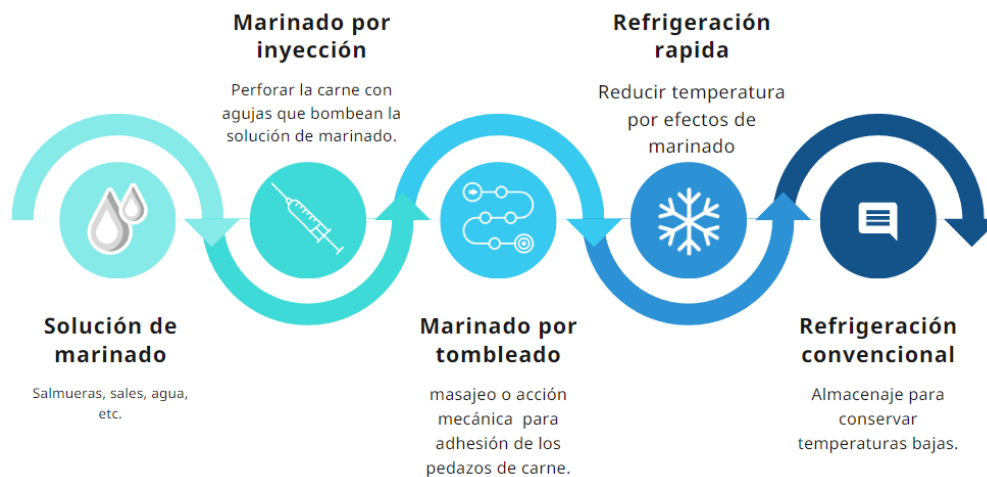 Solución de
marinado
Salmueras, sales, agua,
etc.
Marinado por
inyección
Perforar la carne con
agujas que bombean la
solución de marinado.
Marinado por
tombleado
masajeo o acción
mecánica para
adhesión de los
pedazos de carne.
Refrigeración
rapida
Reducir temperatura
por efectos de
marinado
Refrigeración
convencional
Almacenaje para
conservar
temperaturas bajas.